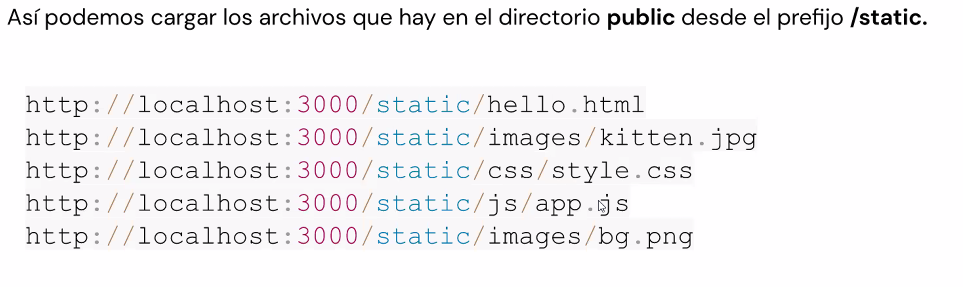 Así podemos cargar los archivos que hay en el directorio public desde el prefijo /static.
http://localhost:3000/static/hello.html
http://localhost:3000/static/images/kitten.jpg
http://localhost:3000/static/css/style.css
http://localhost:3000/static/js/app.js
http://localhost:3000/static/images/bg.png